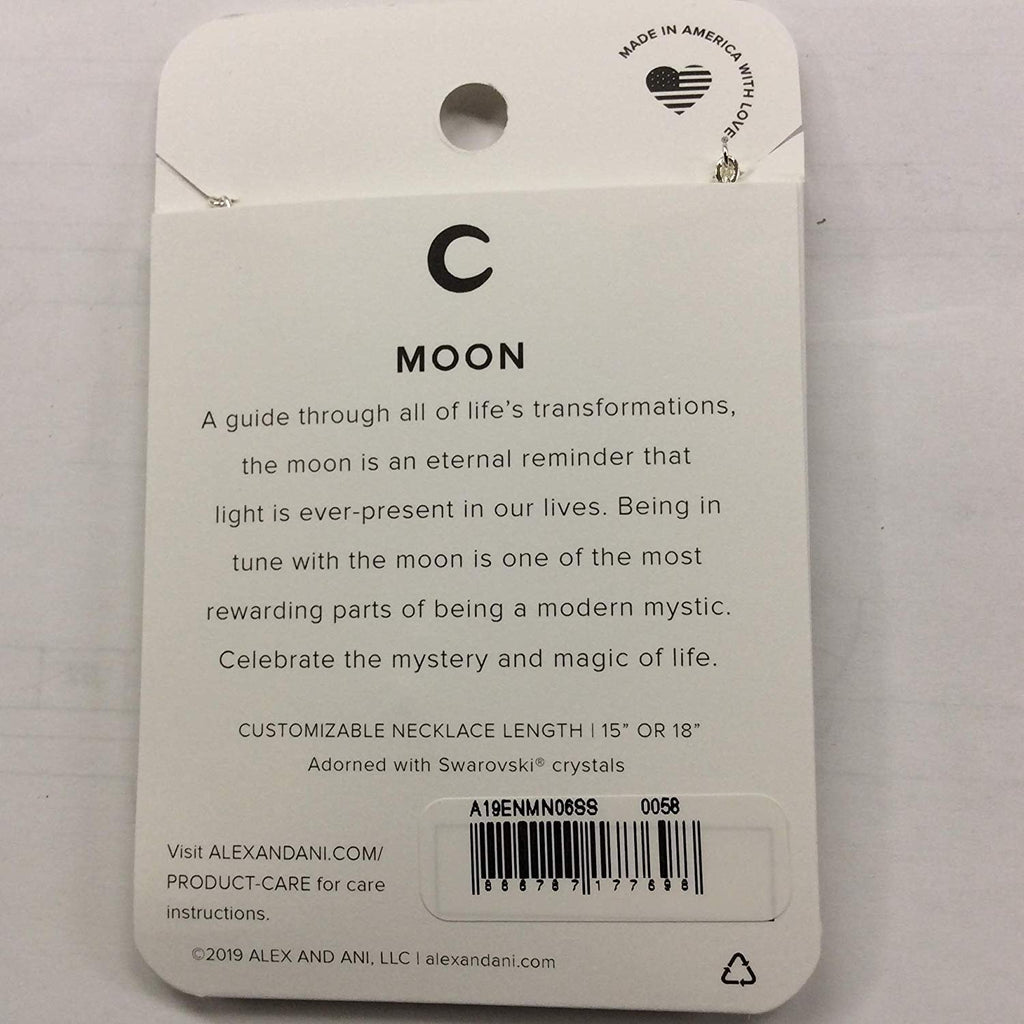 MADE IN AMERICA WITH LOVE®
MOON
A guide through all of life's transformations,
the moon is an eternal reminder that
light is ever-present in our lives. Being in
tune with the moon is one of the most
rewarding parts of being a modern mystic.
Celebrate the mystery and magic of life.
CUSTOMIZABLE NECKLACE LENGTH | 15" OR 18"
Adorned with Swarovski® crystals
A19ENMN06SS 0058
886787177698
Visit ALEXANDANI.COM/
PRODUCT-CARE for care
instructions.
©2019 ALEX AND ANI, LLC | alexandani.com